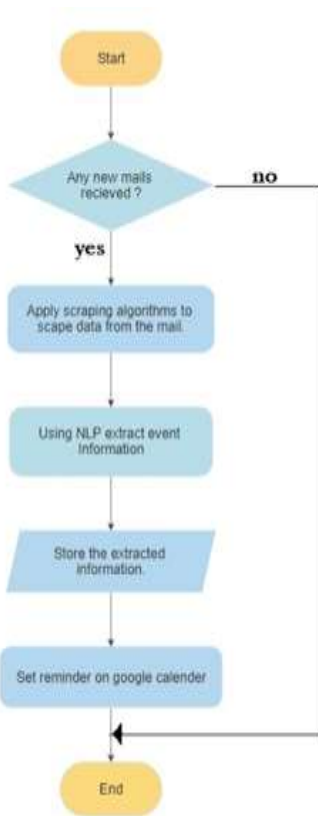 Start
Any new mails
recieved ?
no
yes
Apply scraping algorithms to
scape data from the mail.
Using NLP extract event
Information
Store the extracted
information.
Set reminder on google calender
End